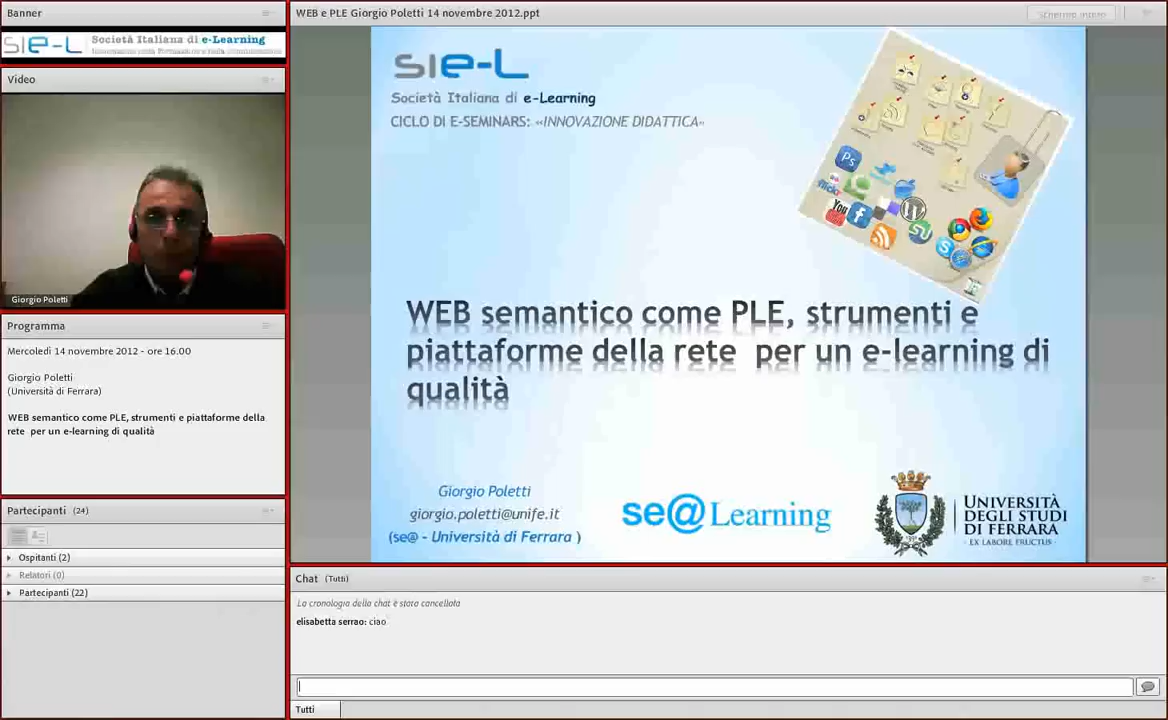 Banner
sie-L Società Italiana di e-Learning
Video
Giorgio Poletti
Programma
Mercoledì 14 novembre 2012 - ore 16.00
Giorgio Poletti
(Università di Ferrara)
WEB semantico come PLE, strumenti e piattaforme della
rete per un e-learning di qualità
Partecipanti (24)
Ospitanti (2)
Relatori (0)
Partecipanti (22)
WEB e PLE Giorgio Poletti 14 novembre 2012.ppt
Schermo intero
sie-L
Società Italiana di e-Learning
CICLO DI E-SEMINARS: «INNOVAZIONE DIDATTICA»
Ps
flickr
You
WEB semantico come PLE, strumenti e
piattaforme della rete per un e-learning di
qualità
Giorgio Poletti
giorgio.poletti@unife.it
(se@ - Università di Ferrara )
se@Learning
UNIVERSITÀ
DEGLI STUDI
DI FERRARA
- EX LABORE FRUCTUS -
Chat (Tutti)
La cronologia della chat è stata cancellata
elisabetta serrao: ciao
Tutti